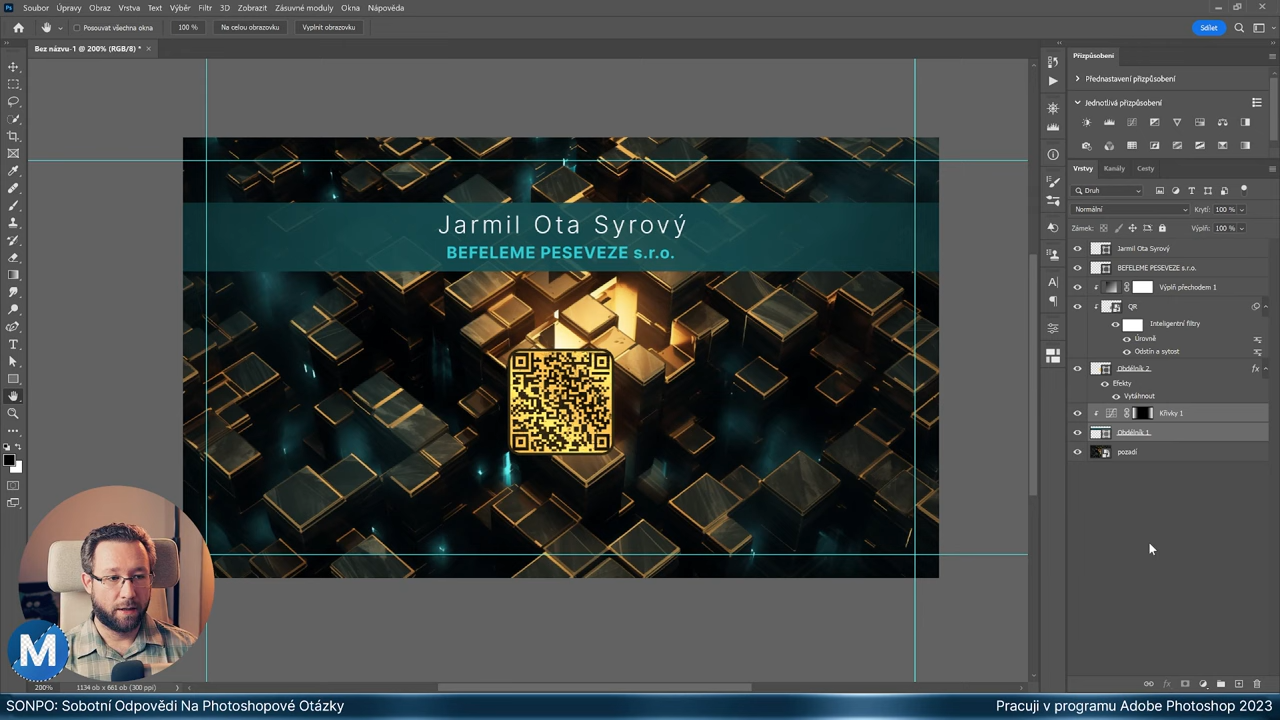 Soubor Úpravy Obraz Vrstva Text Výběr Filtr 3D Zobrazit Zásuvné moduly Okna Nápověda
Posouvat všechna okna 100 % Na celou obrazovku Vyplnit obrazovku Sdílet
Bez názvu-1 @ 200% (RGB/8) *
Přizpůsobení
Přednastavení přizpůsobení
Jednotlivá přizpůsobení
Vrstvy Kanály Cesty
Druh
Normální Krytí: 100 %
Zámek: Výplň: 100 %
Jarmil Ota Syrový
BEFELEME PESEVEZE s.r.o.
Výplň přechodem 1
QR
Inteligentní filtry
Úrovně
Odstín a sytost
Obdélník 2
fx
Efekty
Vytáhnout
Křivky 1
Obdélník 1
pozadí
Jarmil Ota Syrový
BEFELEME PESEVEZE s.r.o.
M
200% 1134 ob x 661 ob (300 ppi)
SONPO: Sobotní Odpovědi Na Photoshopové Otázky
Pracuji v programu Adobe Photoshop 2023